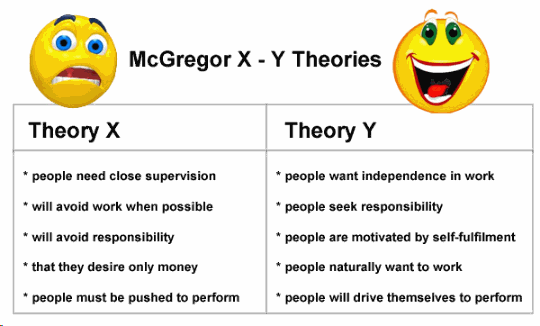 McGregor X - Y Theories
Theory X
* people need close supervision
* will avoid work when possible
* will avoid responsibility
* that they desire only money
* people must be pushed to perform
Theory Y
* people want independence in work
* people seek responsibility
* people are motivated by self-fulfilment
* people naturally want to work
* people will drive themselves to perform